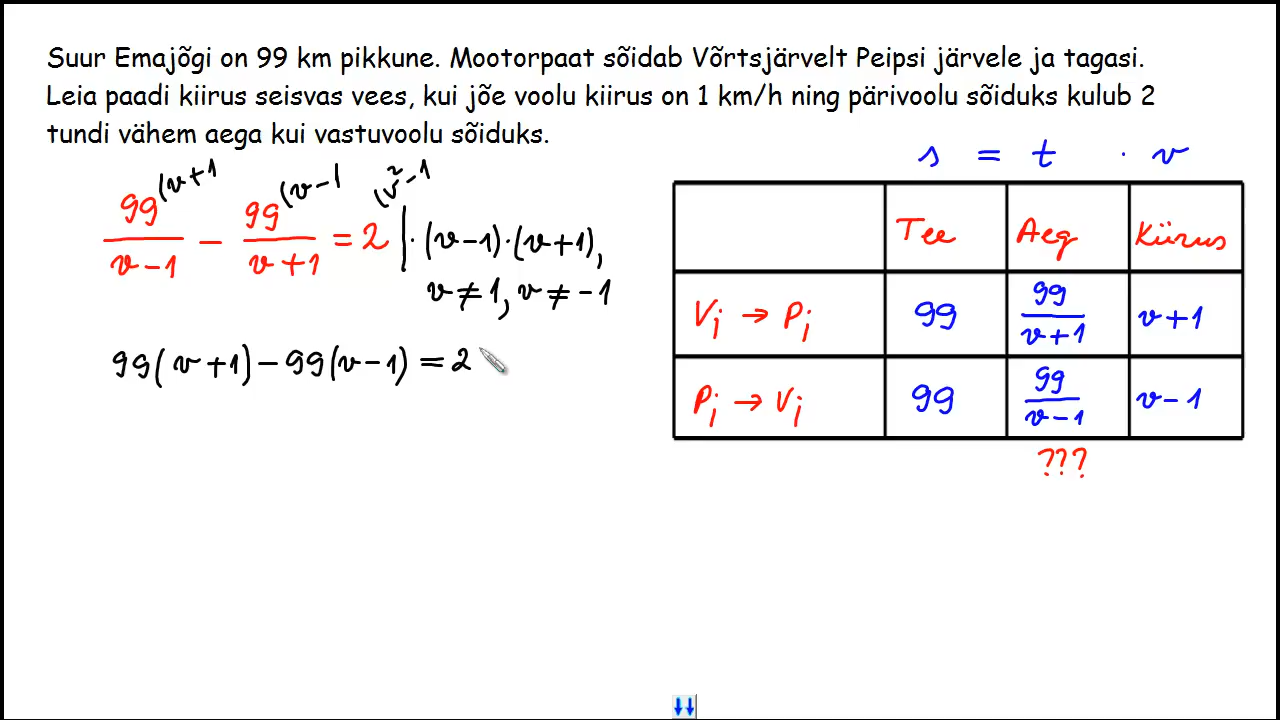 Suur Emajõgi on 99 km pikkune. Mootorpaat sõidab Võrtsjärvelt Peipsi järvele ja tagasi.
Leia paadi kiirus seisvas vees, kui jõe voolu kiirus on 1 km/h ning pärivoolu sõiduks kulub 2
tundi vähem aega kui vastuvoolu sõiduks.
99/(v-1) (v+1 - 99/(v+1) (v-1 = 2 (v²-1 | · (v-1)·(v+1),
v ≠ 1, v ≠ -1
99(v+1) - 99(v-1) = 2
s = t · v
Tee Aeg Kiirus
Vj → Pj 99 99/(v+1) v+1
Pj → Vj 99 99/(v-1) v-1
???